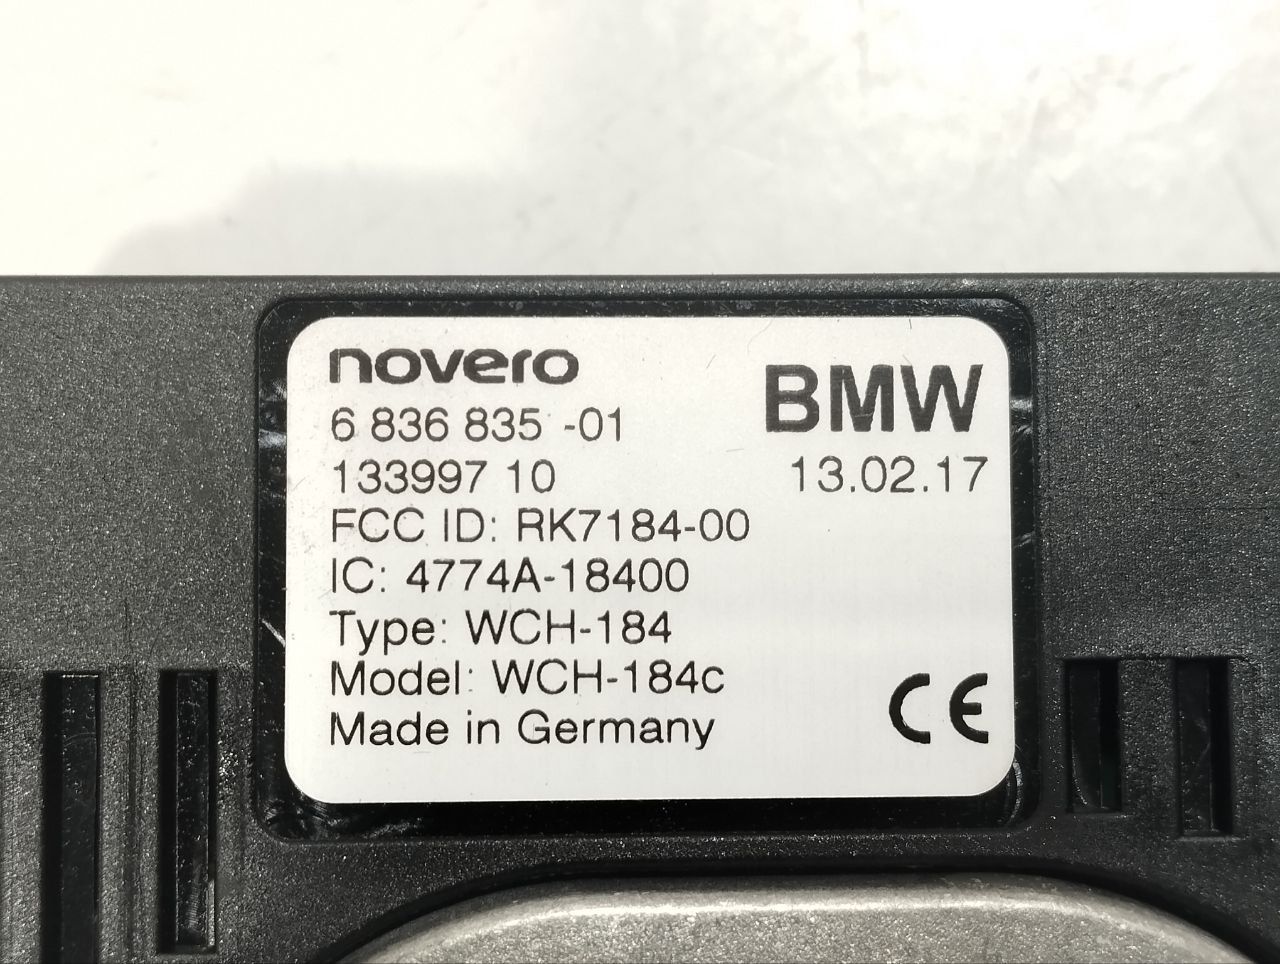 novero
BMW
6 836 835 -01
133997 10
13.02.17
FCC ID: RK7184-00
IC: 4774A-18400
Type: WCH-184
Model: WCH-184c
Made in Germany
CE